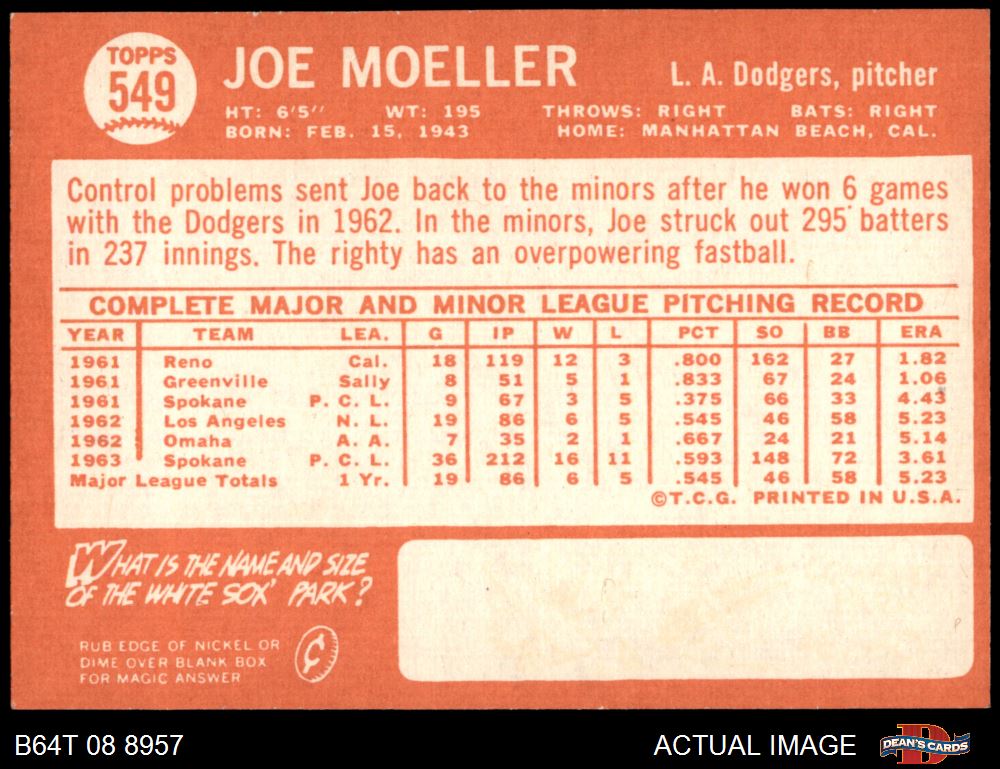 TOPPS
549
JOE MOELLER
L. A. Dodgers, pitcher
HT: 6'5" WT: 195 THROWS: RIGHT BATS: RIGHT
BORN: FEB. 15, 1943 HOME: MANHATTAN BEACH, CAL.
Control problems sent Joe back to the minors after he won 6 games
with the Dodgers in 1962. In the minors, Joe struck out 295 batters
in 237 innings. The righty has an overpowering fastball.
COMPLETE MAJOR AND MINOR LEAGUE PITCHING RECORD
YEAR TEAM LEA. G IP W L PCT SO BB ERA
1961 Reno Cal. 18 119 12 3 .800 162 27 1.82
1961 Greenville Sally 8 51 5 1 .833 67 24 1.06
1961 Spokane P. C. L. 9 67 3 5 .375 66 33 4.43
1962 Los Angeles N. L. 19 86 6 5 .545 46 58 5.23
1962 Omaha A. A. 7 35 2 1 .667 24 21 5.14
1963 Spokane P. C. L. 36 212 16 11 .593 148 72 3.61
Major League Totals 1 Yr. 19 86 6 5 .545 46 58 5.23
©T.C.G. PRINTED IN U.S.A.
WHAT IS THE NAME AND SIZE
OF THE WHITE SOX' PARK?
RUB EDGE OF NICKEL OR
DIME OVER BLANK BOX
FOR MAGIC ANSWER
¢
B64T 08 8957
ACTUAL IMAGE
DEAN'S CARDS